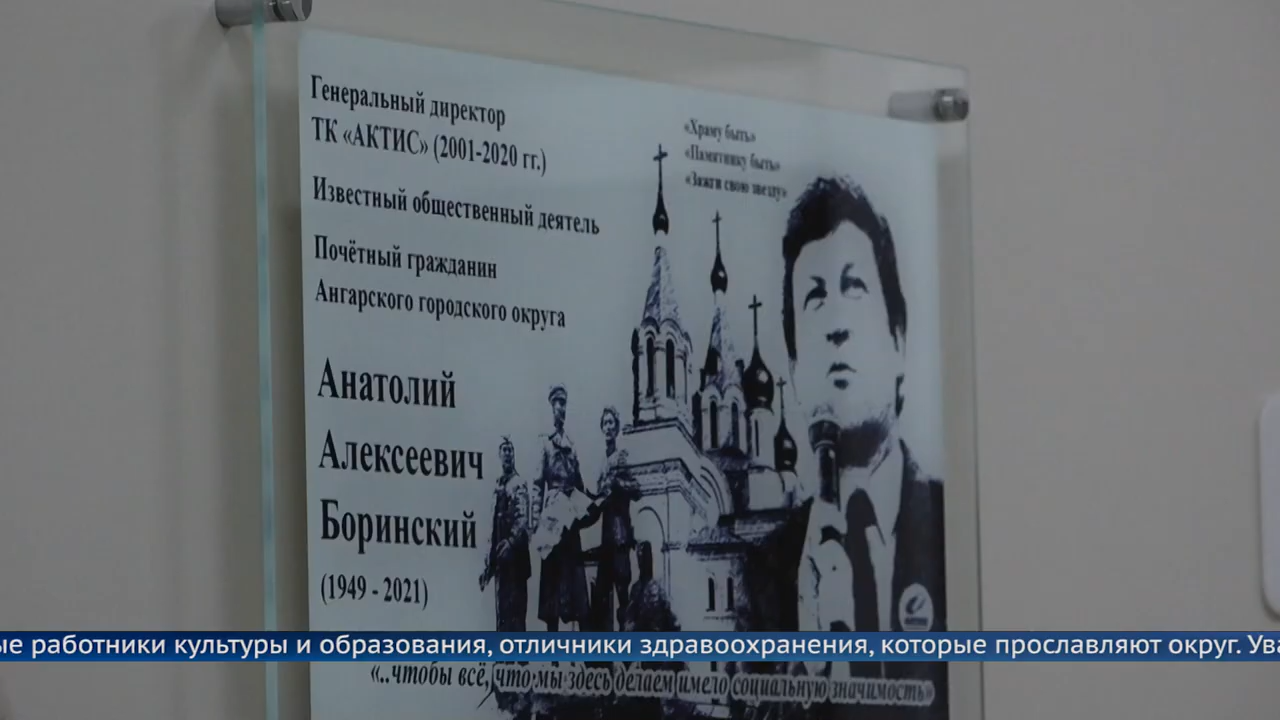 Генеральный директор
ТК «АКТИС» (2001-2020 гг.)
Известный общественный деятель
Почётный гражданин
Ангарского городского округа
«Храму быть»
«Памятнику быть»
«Зажги свою звезду»
Анатолий
Алексеевич
Боринский
(1949 - 2021)
ые работники культуры и образования, отличники здравоохранения, которые прославляют округ. Ува
«..чтобы всё, что мы здесь делаем имело социальную значимость»